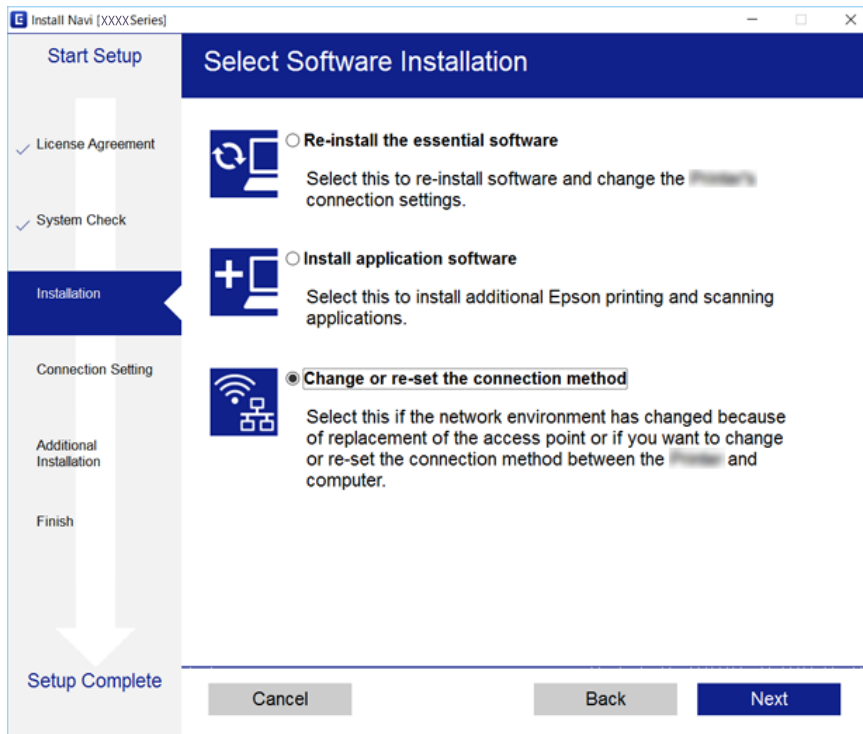 E Install Navi [XXXXSeries]
Start Setup
License Agreement
System Check
Installation
Connection Setting
Additional
Installation
Finish
Setup Complete
Select Software Installation
Re-install the essential software
Select this to re-install software and change the
connection settings.
Install application software
Select this to install additional Epson printing and scanning
applications.
Change or re-set the connection method
Select this if the network environment has changed because
of replacement of the access point or if you want to change
or re-set the connection method between the and
computer.
Cancel
Back
Next